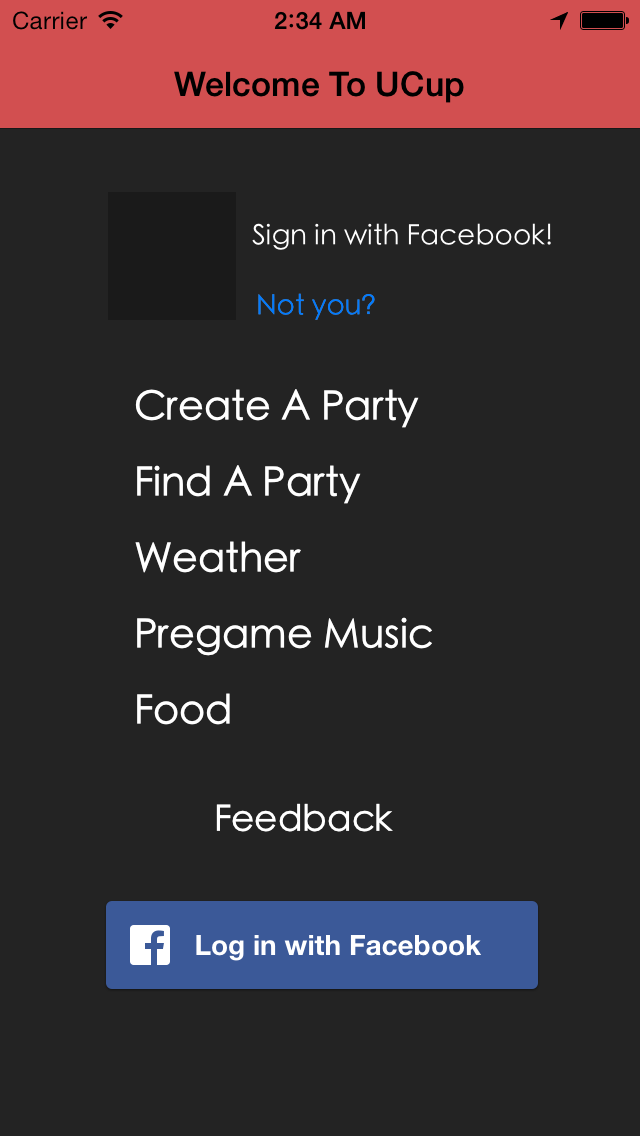 Carrier 2:34 AM
Welcome To UCup
Sign in with Facebook!
Not you?
Create A Party
Find A Party
Weather
Pregame Music
Food
Feedback
Log in with Facebook